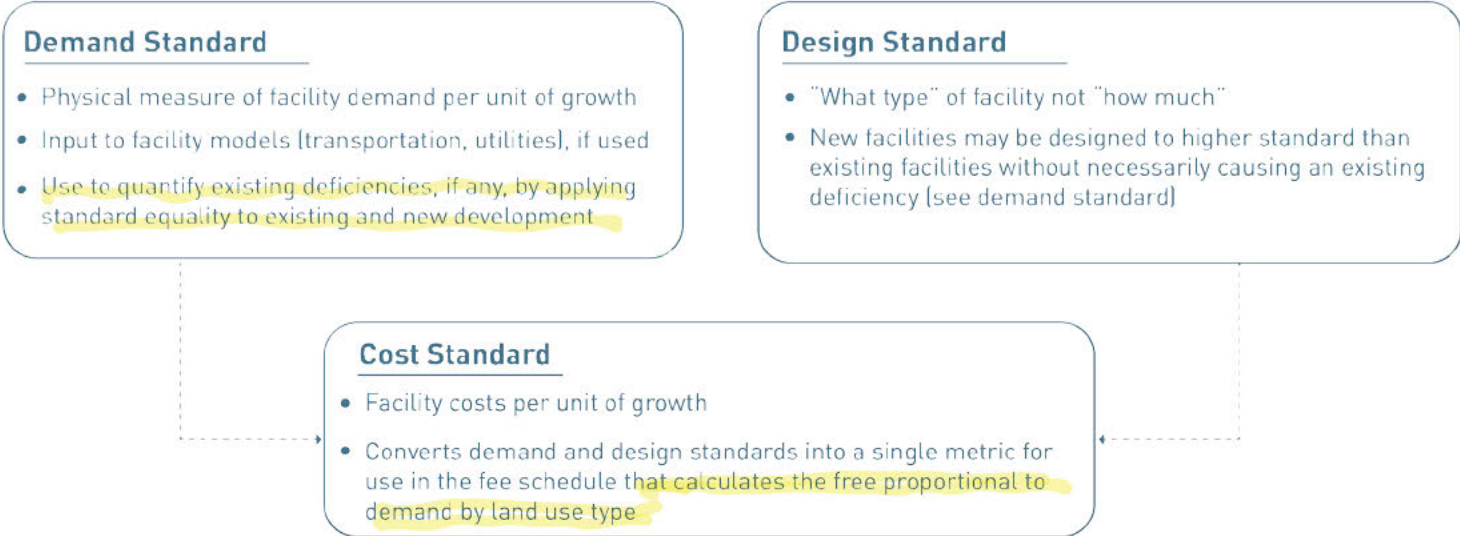 Demand Standard
• Physical measure of facility demand per unit of growth
• Input to facility models (transportation, utilities), if used
• Use to quantify existing deficiencies, if any, by applying
standard equality to existing and new development
Design Standard
• "What type" of facility not "how much"
• New facilities may be designed to higher standard than
existing facilities without necessarily causing an existing
deficiency (see demand standard)
Cost Standard
• Facility costs per unit of growth
• Converts demand and design standards into a single metric for
use in the fee schedule that calculates the free proportional to
demand by land use type